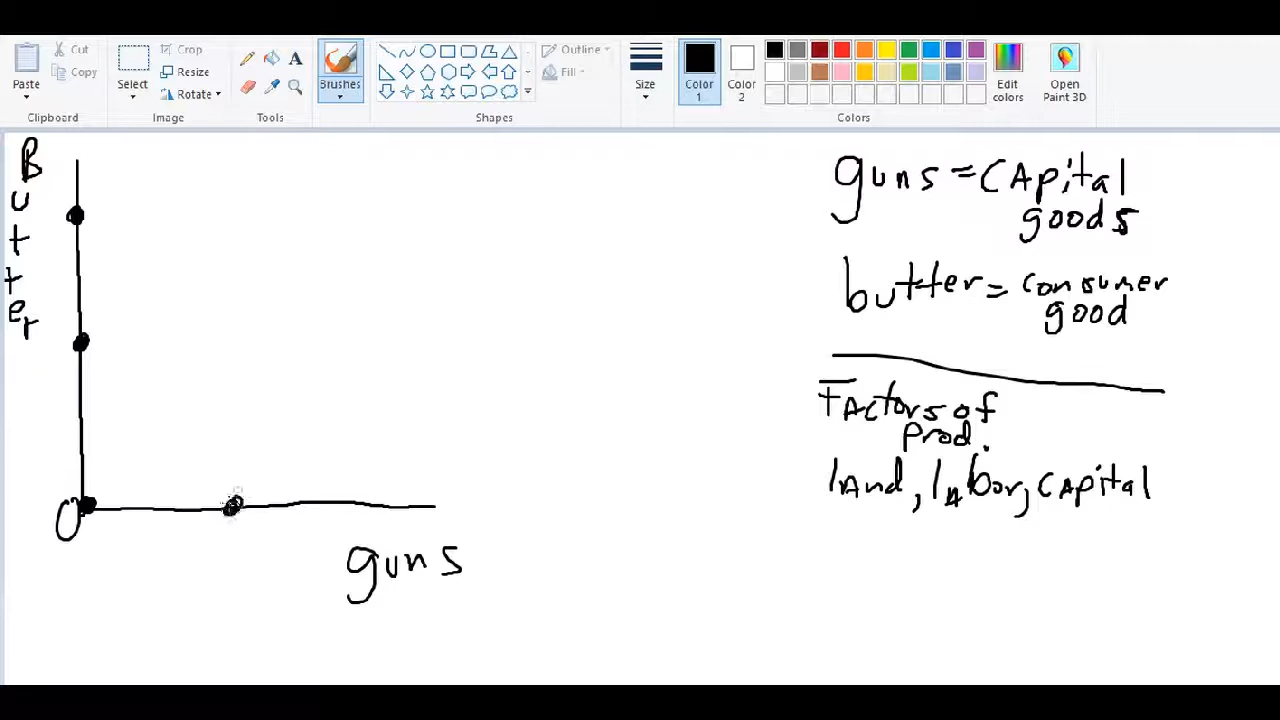 Paste
Cut
Copy
Clipboard
Select
Crop
Resize
Rotate
Image
Tools
Brushes
Outline
Fill
Shapes
Size
Color 1
Color 2
Colors
Edit colors
Open Paint 3D
Butter
0
guns
guns = CApital
goods
butter = consumer
good
FActors of
Prod.
lAnd, lAbor, CApital